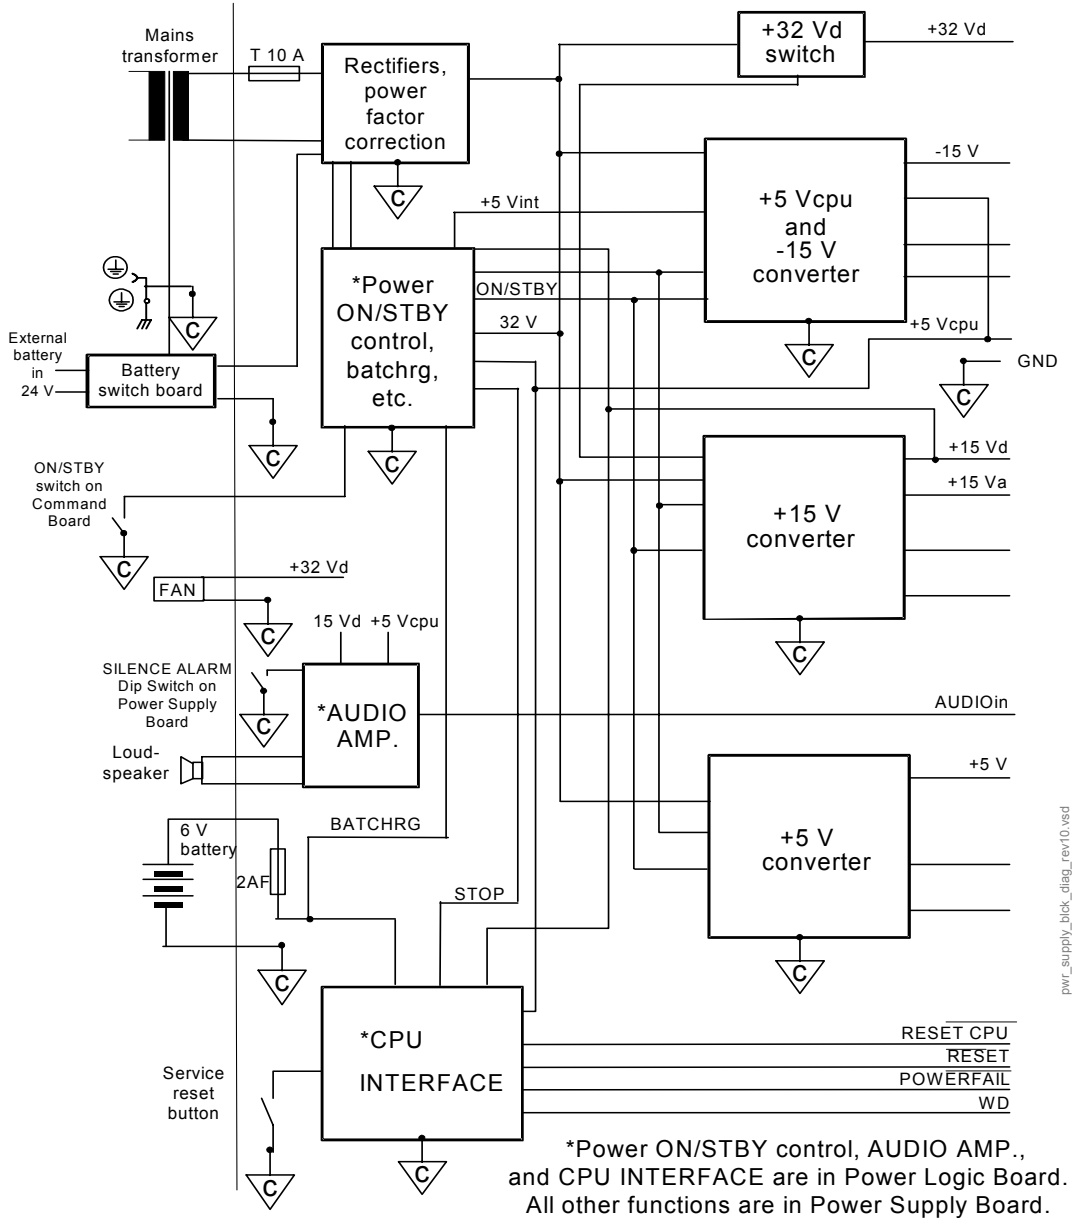 Mains
transformer
T 10 A
Rectifiers,
power
factor
correction
C
+32 Vd
switch
+32 Vd
-15 V
+5 Vcpu
and
-15 V
converter
C
+5 Vint
*Power
ON/STBY
control,
batchrg,
etc.
C
ON/STBY
32 V
+5 Vcpu
GND
C
C
External
battery
in
24 V
Battery
switch board
C
ON/STBY
switch on
Command
Board
C
+15 V
converter
C
+15 Vd
+15 Va
FAN
+32 Vd
C
15 Vd
+5 Vcpu
SILENCE ALARM
Dip Switch on
Power Supply
Board
C
*AUDIO
AMP.
AUDIOin
Loud-
speaker
+5 V
+5 V
converter
C
6 V
battery
2AF
BATCHRG
STOP
C
*CPU
INTERFACE
C
Service
reset
button
C
RESET CPU
RESET
POWERFAIL
WD
*Power ON/STBY control, AUDIO AMP.,
and CPU INTERFACE are in Power Logic Board.
All other functions are in Power Supply Board.
pwr_supply_blck_diag_rev10.vsd